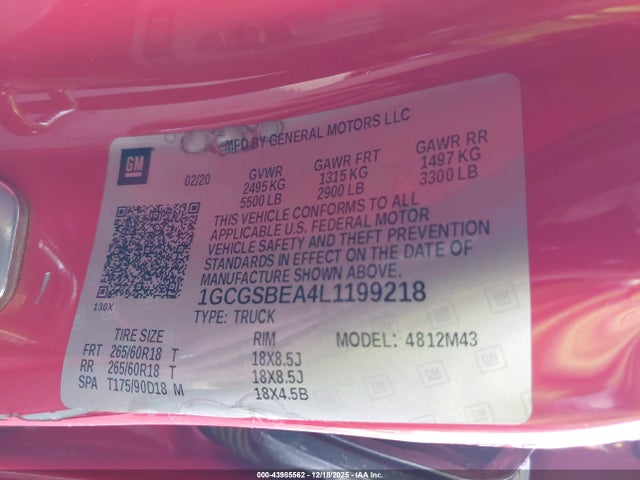 MFD BY GENERAL MOTORS LLC
GM
02/20
GVWR GAWR FRT GAWR RR
2495 KG 1315 KG 1497 KG
5500 LB 2900 LB 3300 LB
THIS VEHICLE CONFORMS TO ALL
APPLICABLE U.S. FEDERAL MOTOR
VEHICLE SAFETY AND THEFT PREVENTION
STANDARDS IN EFFECT ON THE DATE OF
MANUFACTURE SHOWN ABOVE.
130X
1GCGSBEA4L1199218
TYPE: TRUCK
TIRE SIZE RIM MODEL: 4812M43
FRT 265/60R18 T 18X8.5J
RR 265/60R18 T 18X8.5J
SPA T175/90D18 M 18X4.5B
GM
GM
GM
000-43985562 - 12/18/2025 - IAA, Inc.